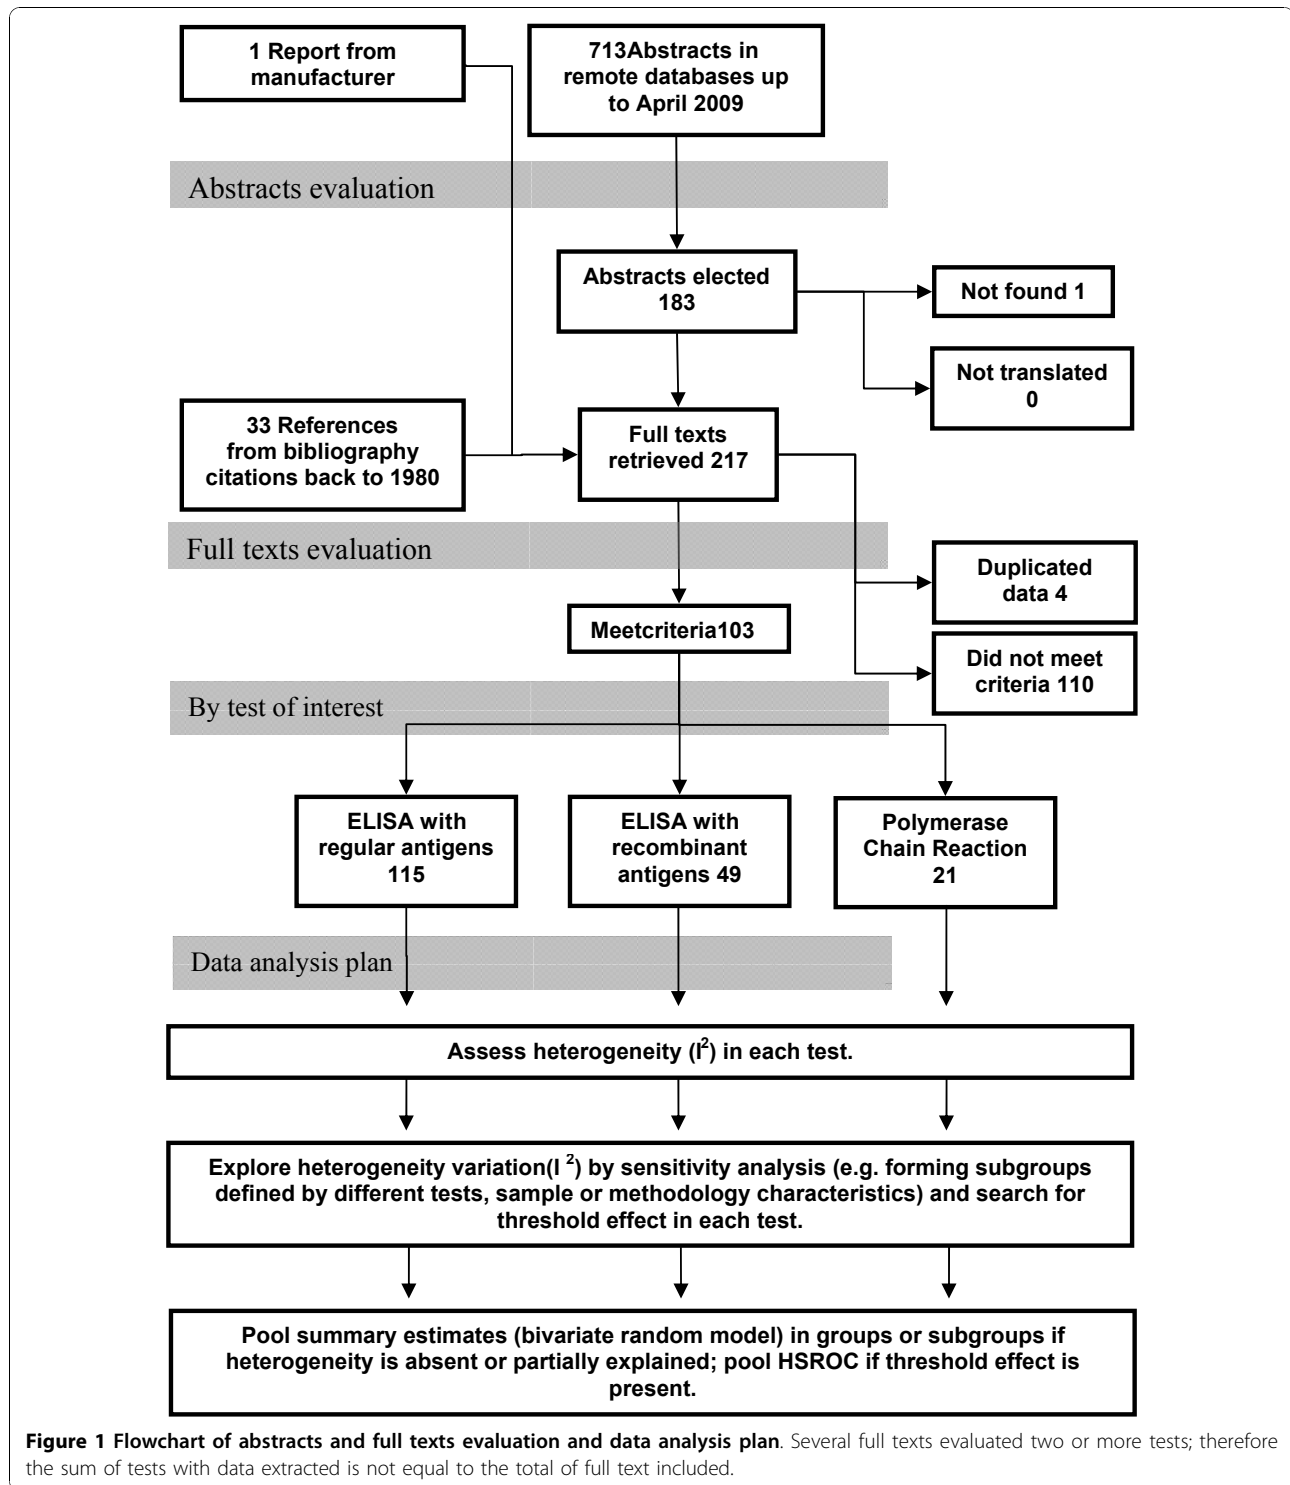 1 Report from
manufacturer
713Abstracts in
remote databases up
to April 2009
Abstracts evaluation
Abstracts elected
183
Not found 1
Not translated
0
33 References
from bibliography
citations back to 1980
Full texts
retrieved 217
Full texts evaluation
Duplicated
data 4
Meetcriteria103
Did not meet
criteria 110
By test of interest
ELISA with
regular antigens
115
ELISA with
recombinant
antigens 49
Polymerase
Chain Reaction
21
Data analysis plan
Assess heterogeneity (I²) in each test.
Explore heterogeneity variation(I ²) by sensitivity analysis (e.g. forming subgroups
defined by different tests, sample or methodology characteristics) and search for
threshold effect in each test.
Pool summary estimates (bivariate random model) in groups or subgroups if
heterogeneity is absent or partially explained; pool HSROC if threshold effect is
present.
Figure 1 Flowchart of abstracts and full texts evaluation and data analysis plan. Several full texts evaluated two or more tests; therefore
the sum of tests with data extracted is not equal to the total of full text included.